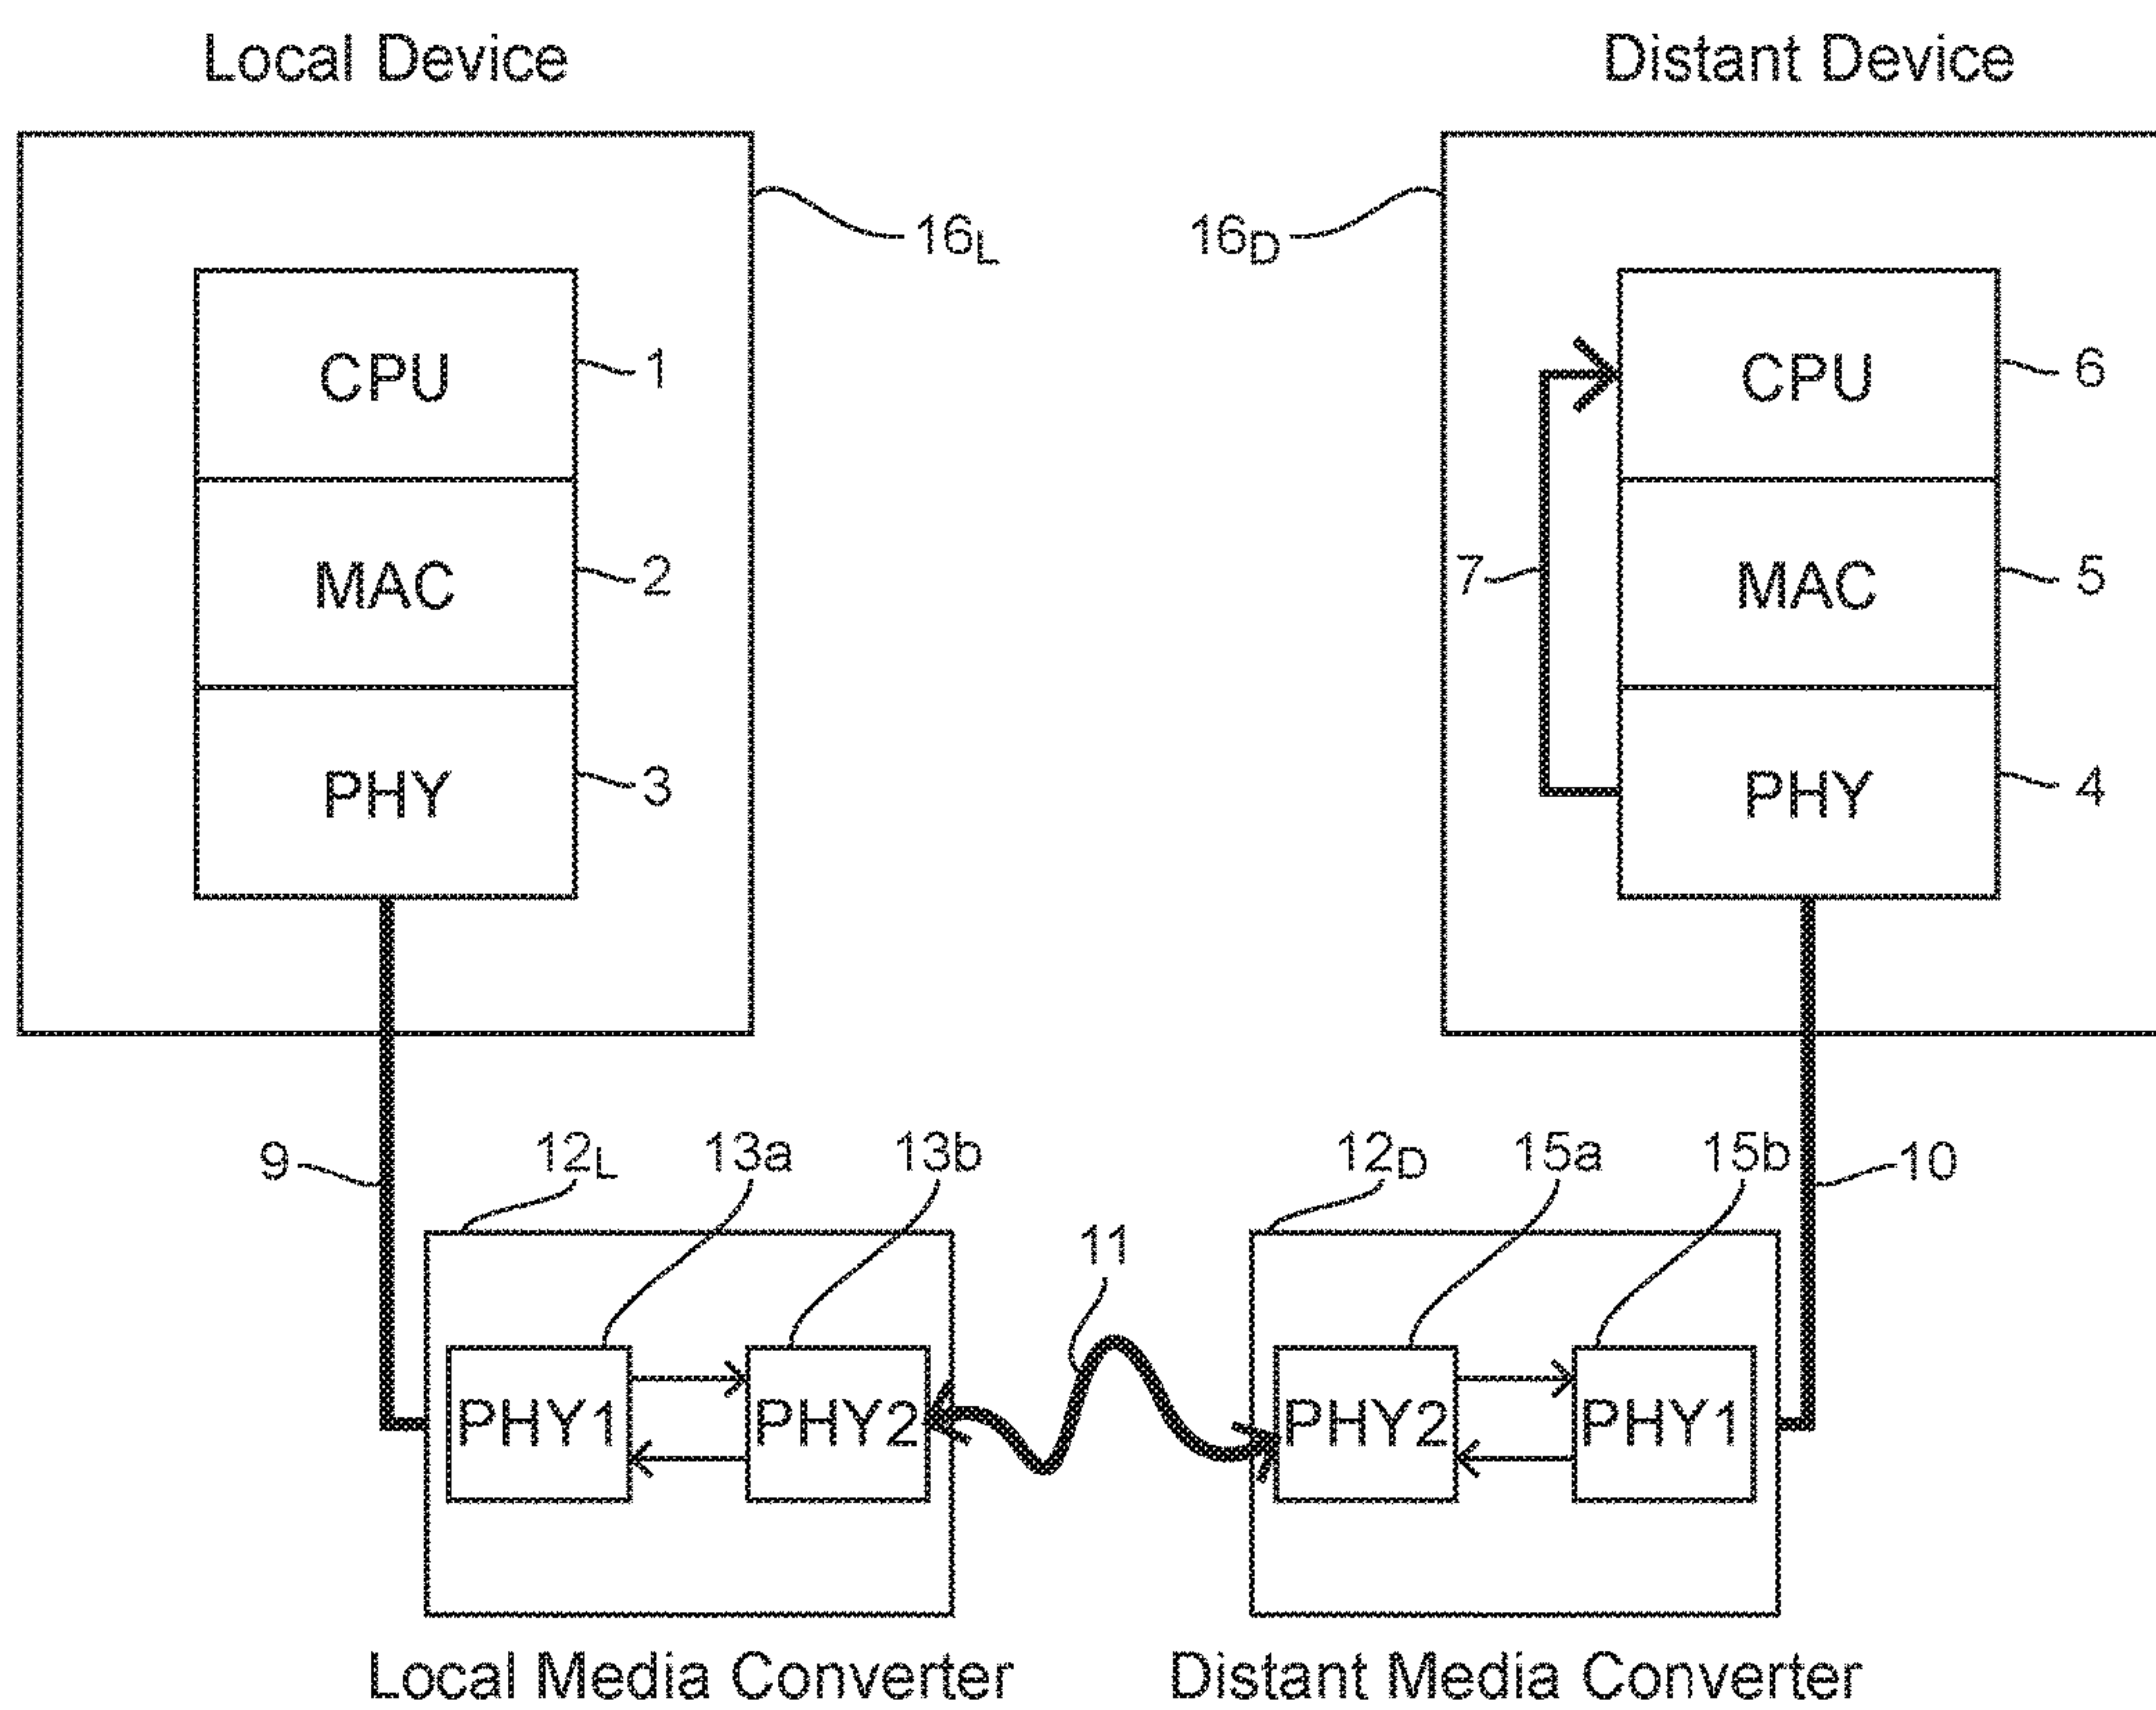 Local Device Distant Device
16L 16D
CPU 1 CPU 6
MAC 2 7 MAC 5
PHY 3 PHY 4
9 12L 13a 13b 12D 15a 15b 10
11
PHY1 PHY2 PHY2 PHY1
Local Media Converter Distant Media Converter